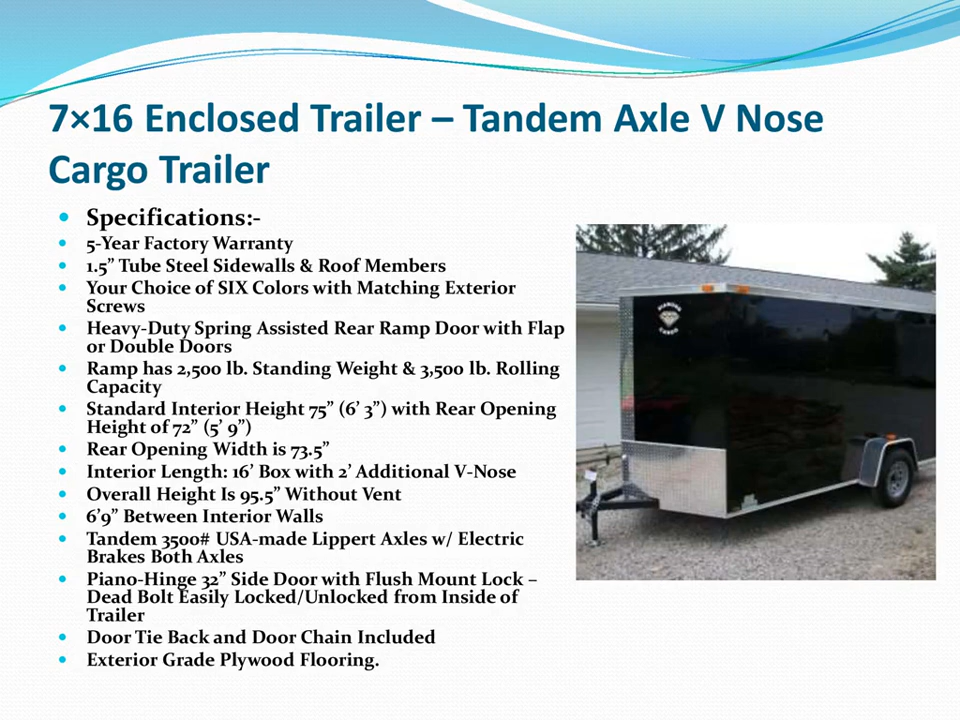 7×16 Enclosed Trailer – Tandem Axle V Nose
Cargo Trailer
• Specifications:-
• 5-Year Factory Warranty
• 1.5” Tube Steel Sidewalls & Roof Members
• Your Choice of SIX Colors with Matching Exterior
Screws
• Heavy-Duty Spring Assisted Rear Ramp Door with Flap
or Double Doors
• Ramp has 2,500 lb. Standing Weight & 3,500 lb. Rolling
Capacity
• Standard Interior Height 75” (6’ 3”) with Rear Opening
Height of 72” (5’ 9”)
• Rear Opening Width is 73.5”
• Interior Length: 16’ Box with 2’ Additional V-Nose
• Overall Height Is 95.5” Without Vent
• 6’9” Between Interior Walls
• Tandem 3500# USA-made Lippert Axles w/ Electric
Brakes Both Axles
• Piano-Hinge 32” Side Door with Flush Mount Lock –
Dead Bolt Easily Locked/Unlocked from Inside of
Trailer
• Door Tie Back and Door Chain Included
• Exterior Grade Plywood Flooring.
DIAMOND
CARGO